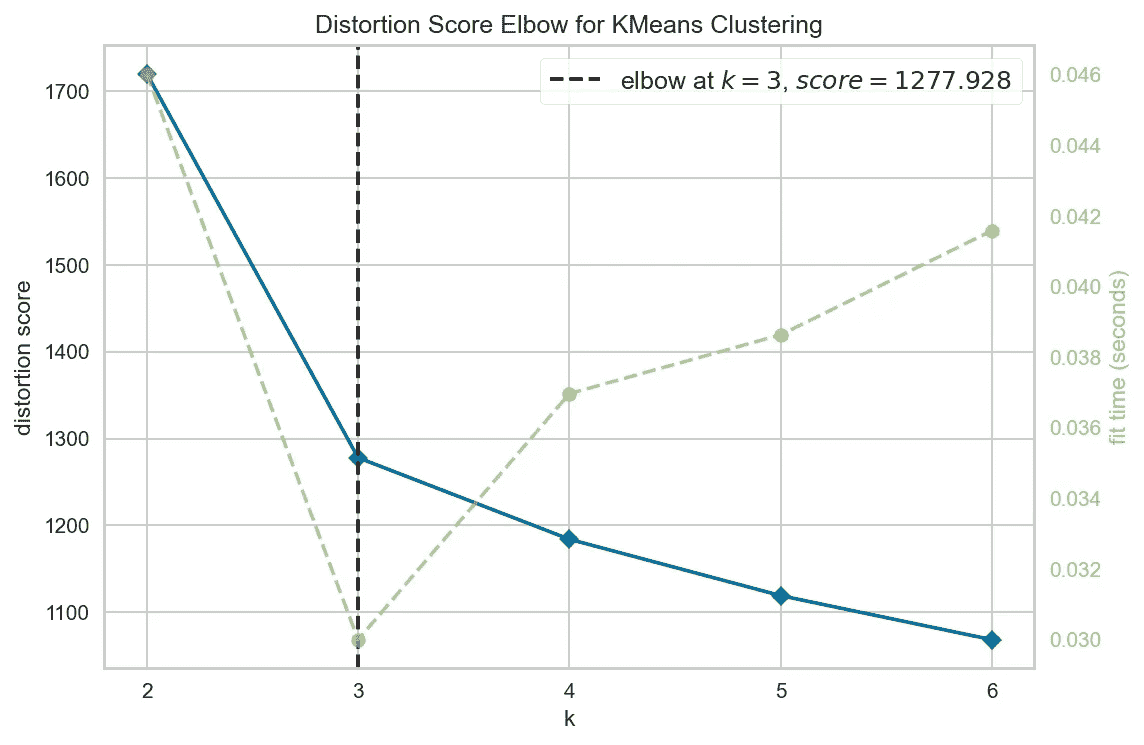 Distortion Score Elbow for KMeans Clustering
elbow at k = 3, score = 1277.928
distortion score
1700
1600
1500
1400
1300
1200
1100
0.046
0.044
0.042
0.040
0.038
0.036
0.034
0.032
0.030
fit time (seconds)
2 3 4 5 6
k